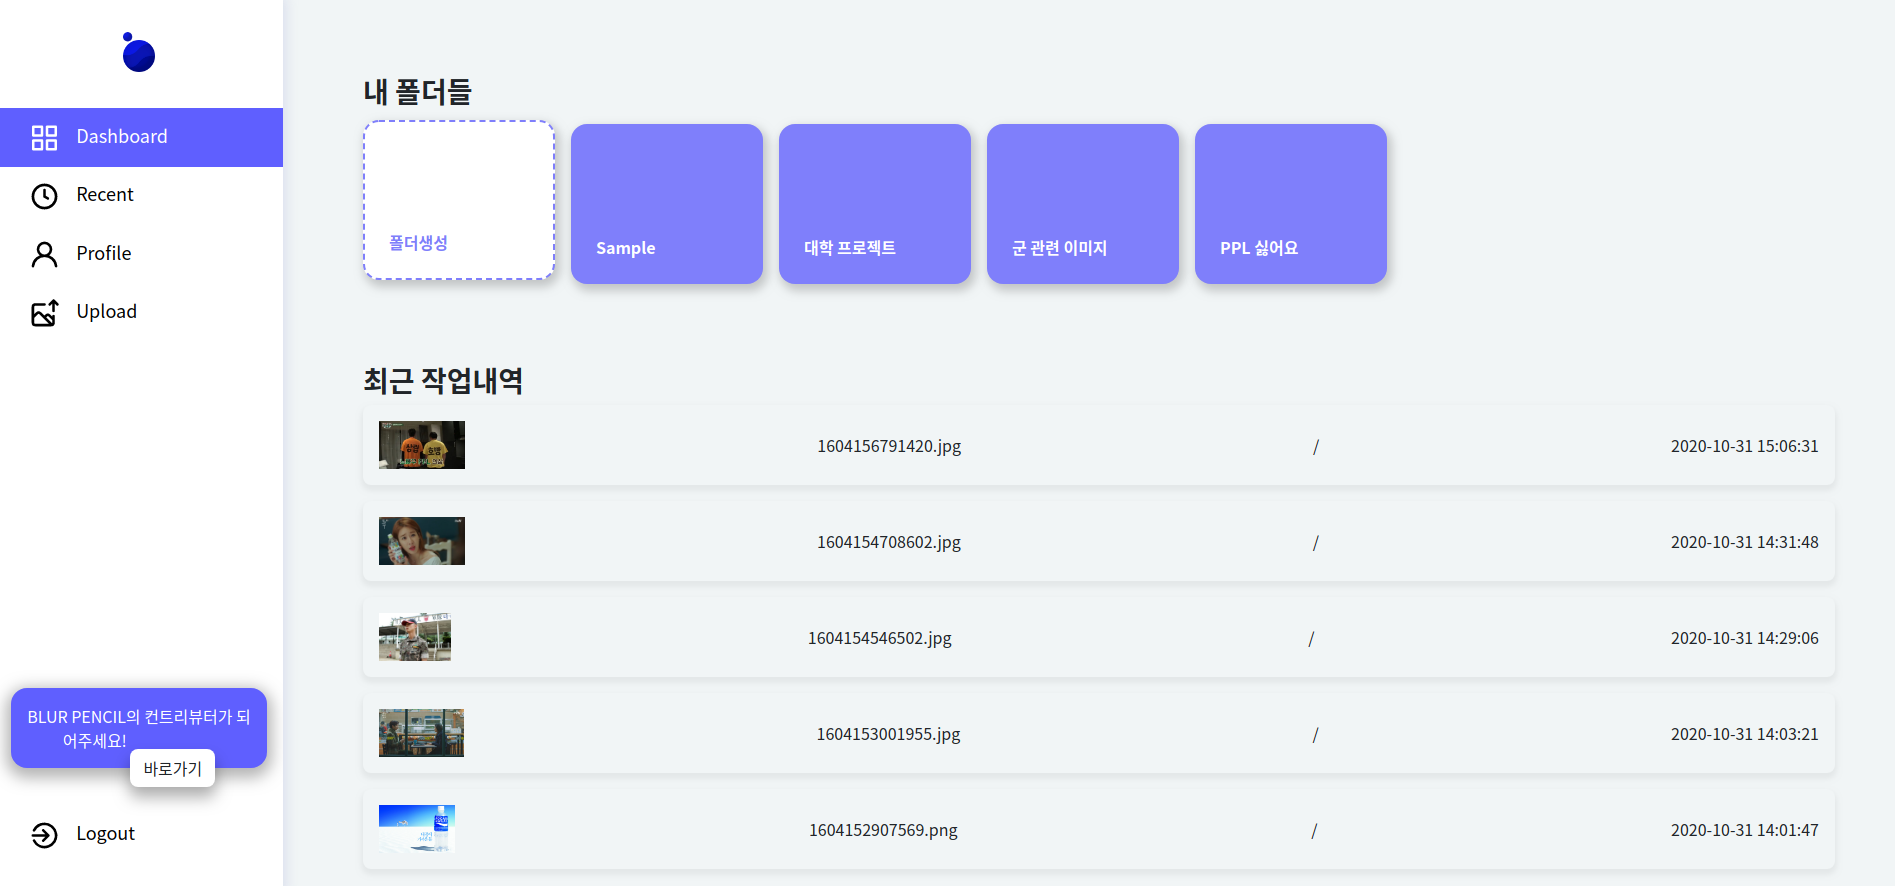 Dashboard
Recent
Profile
Upload
BLUR PENCIL의 컨트리뷰터가 되
어주세요!
바로가기
Logout
내 폴더들
폴더생성
Sample
대학 프로젝트
군 관련 이미지
PPL 싫어요
최근 작업내역
1604156791420.jpg / 2020-10-31 15:06:31
1604154708602.jpg / 2020-10-31 14:31:48
1604154546502.jpg / 2020-10-31 14:29:06
1604153001955.jpg / 2020-10-31 14:03:21
1604152907569.png / 2020-10-31 14:01:47